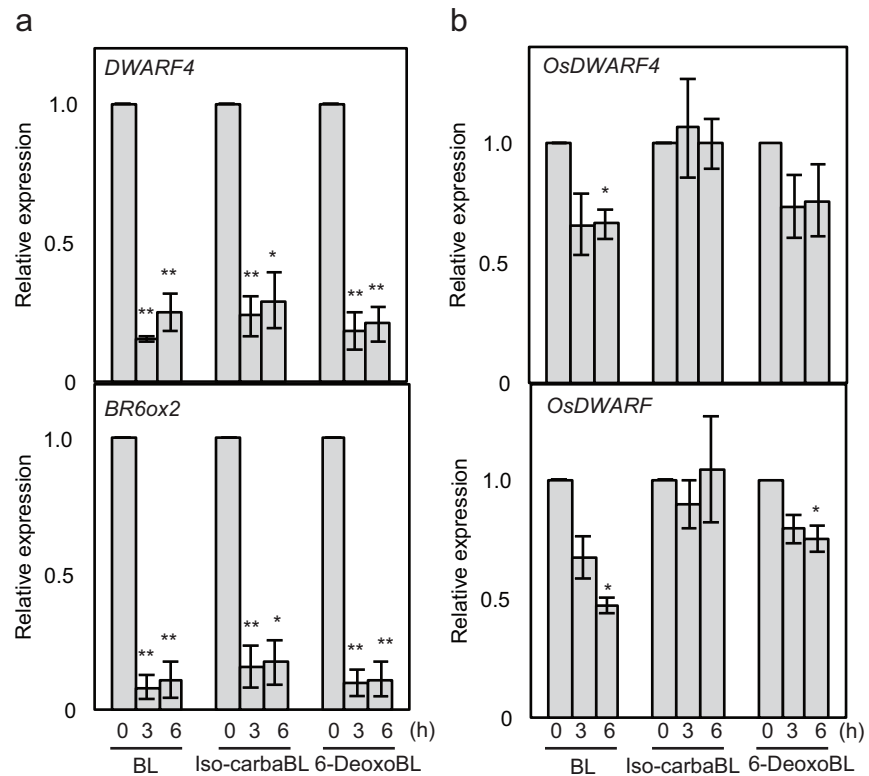 a
DWARF4
Relative expression
1.0
0.5
0
** ** ** * ** **
BR6ox2
Relative expression
1.0
0.5
0
** ** ** * ** **
0 3 6 0 3 6 0 3 6 (h)
BL Iso-carbaBL 6-DeoxoBL
b
OsDWARF4
Relative expression
1.0
0.5
0
*
OsDWARF
Relative expression
1.0
0.5
0
* *
0 3 6 0 3 6 0 3 6 (h)
BL Iso-carbaBL 6-DeoxoBL